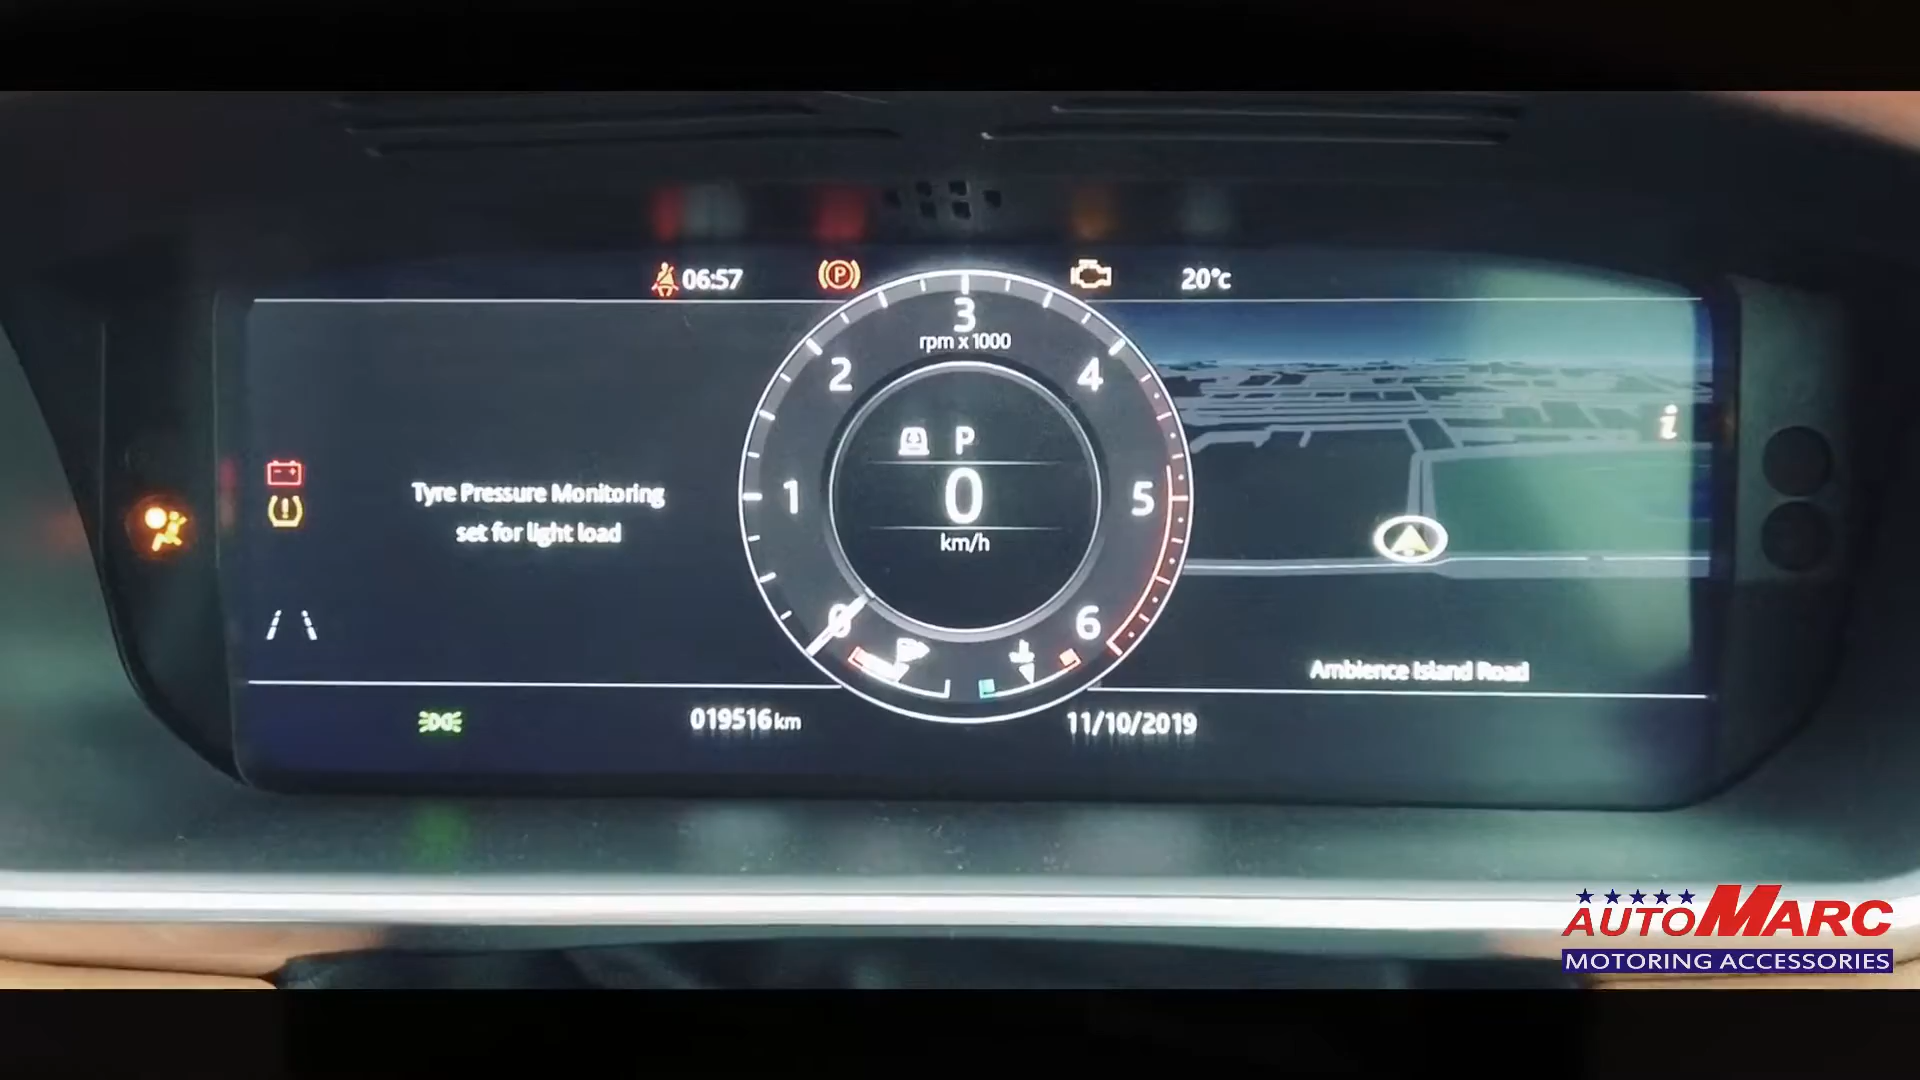 06:57
20°c
3
rpm x 1000
2
4
P
1
0
5
km/h
Tyre Pressure Monitoring
set for light load
0
6
Ambience Island Road
019516 km
11/10/2019
AUTOMARC
MOTORING ACCESSORIES